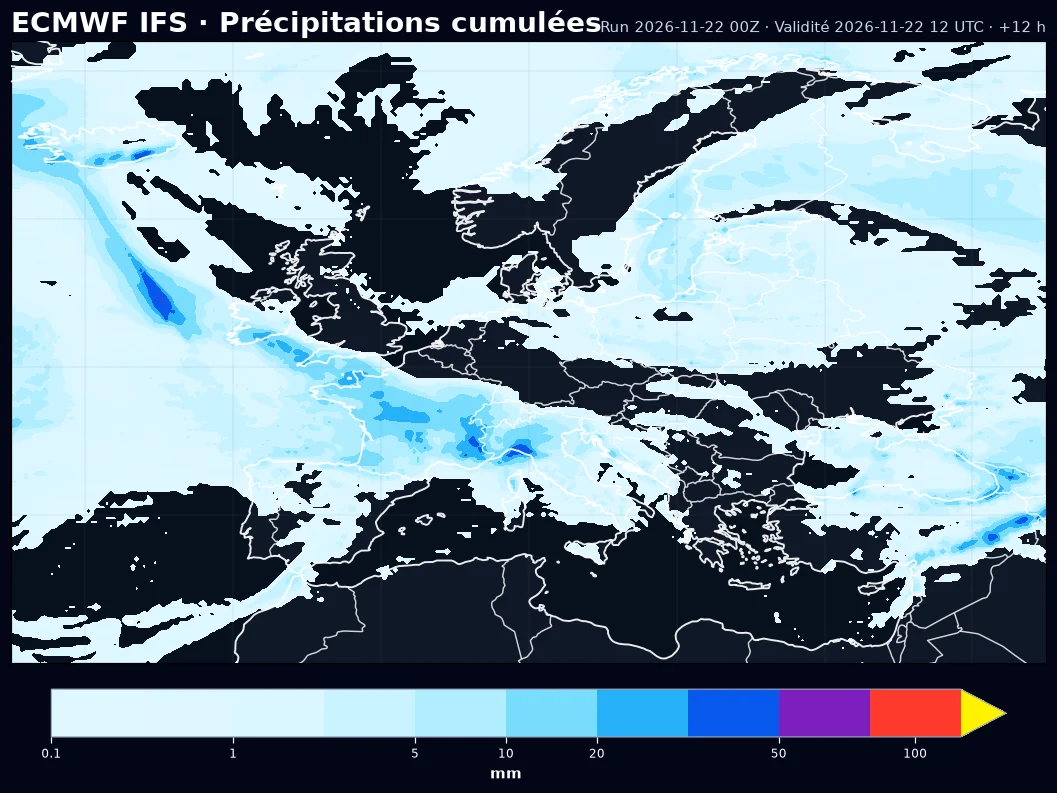 ECMWF IFS · Précipitations cumulées
Run 2026-11-22 00Z · Validité 2026-11-22 12 UTC · +12 h
0.1 1 5 10 20 50 100
mm